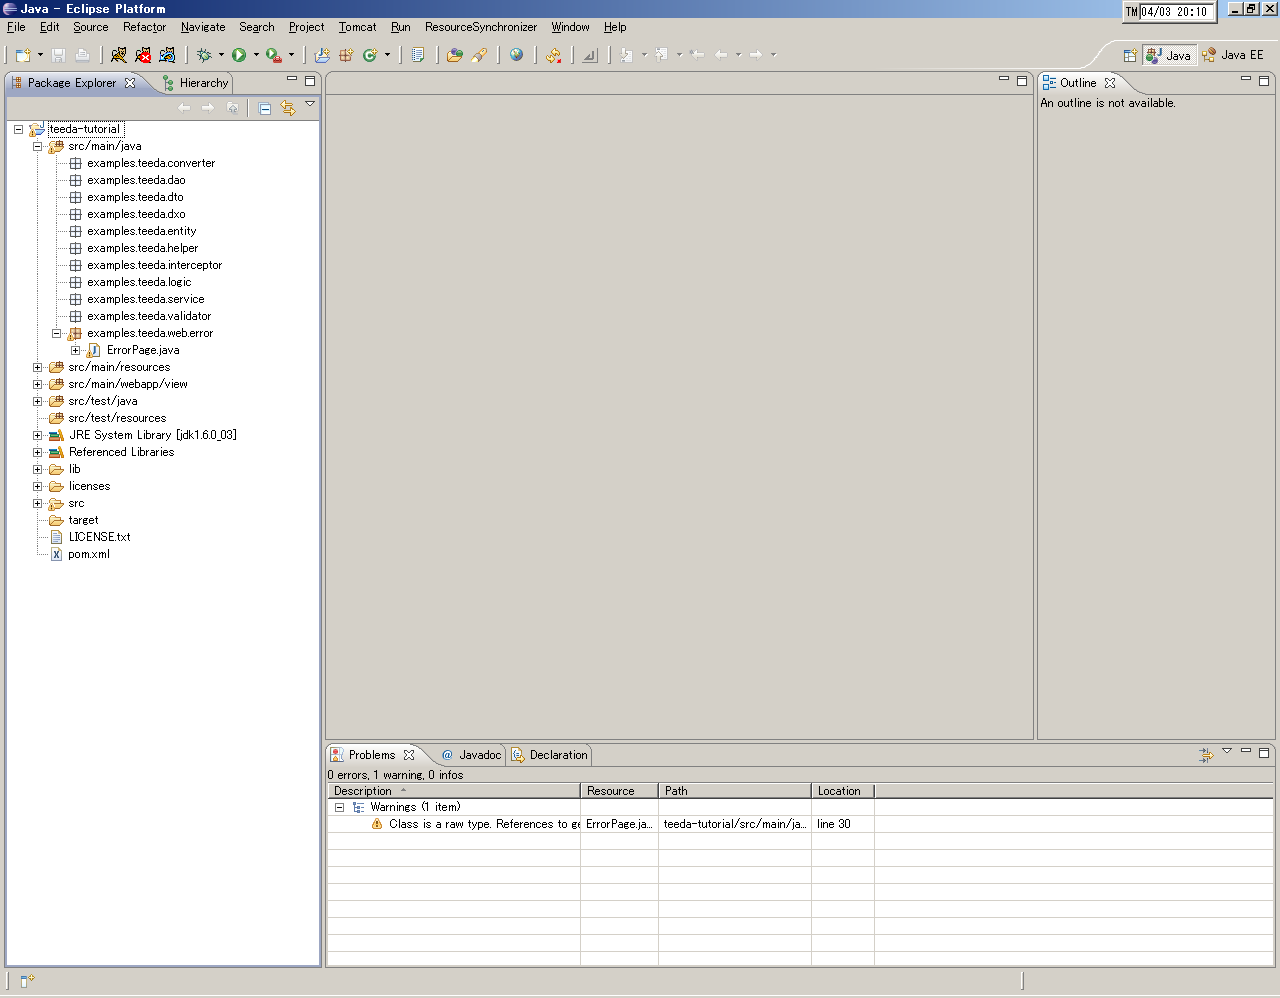 Java - Eclipse Platform
TM 04/03 20:10
File Edit Source Refactor Navigate Search Project Tomcat Run ResourceSynchronizer Window Help
Java Java EE
Package Explorer Hierarchy
Outline
An outline is not available.
teeda-tutorial
src/main/java
examples.teeda.converter
examples.teeda.dao
examples.teeda.dto
examples.teeda.dxo
examples.teeda.entity
examples.teeda.helper
examples.teeda.interceptor
examples.teeda.logic
examples.teeda.service
examples.teeda.validator
examples.teeda.web.error
ErrorPage.java
src/main/resources
src/main/webapp/view
src/test/java
src/test/resources
JRE System Library [jdk1.6.0_03]
Referenced Libraries
lib
licenses
src
target
LICENSE.txt
pom.xml
Problems Javadoc Declaration
0 errors, 1 warning, 0 infos
Description Resource Path Location
Warnings (1 item)
Class is a raw type. References to ge ErrorPage.ja... teeda-tutorial/src/main/ja... line 30